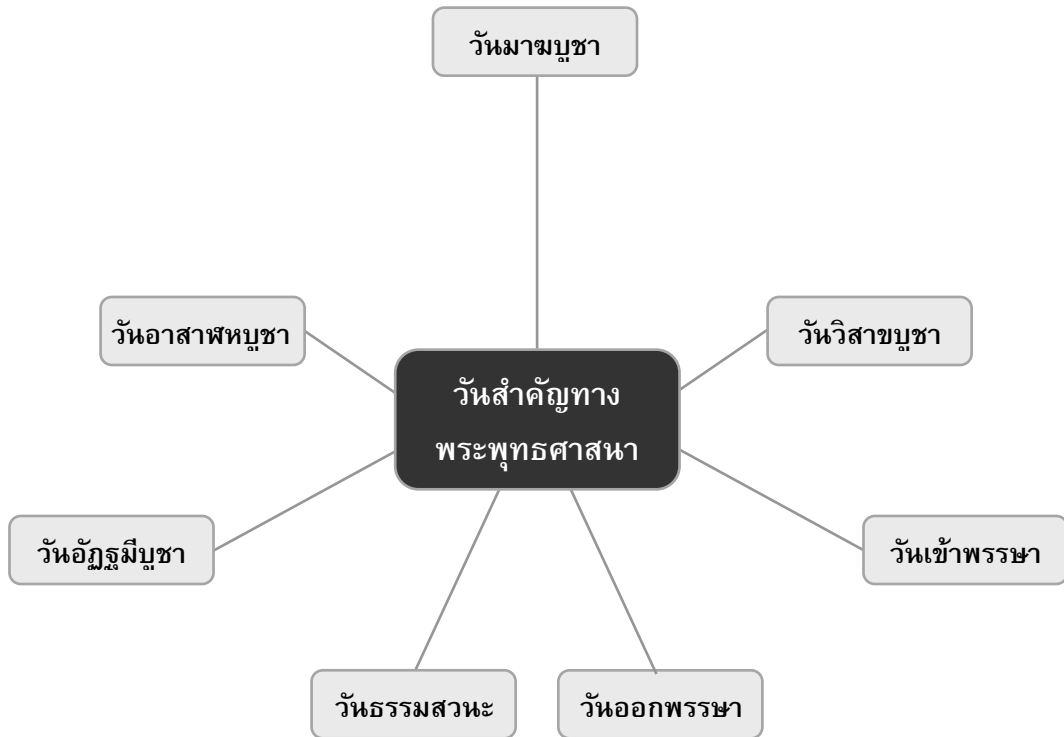 วันมาฆบูชา
วันอาสาฬหบูชา
วันวิสาขบูชา
วันสำคัญทาง
พระพุทธศาสนา
วันอัฏฐมีบูชา
วันเข้าพรรษา
วันธรรมสวนะ
วันออกพรรษา